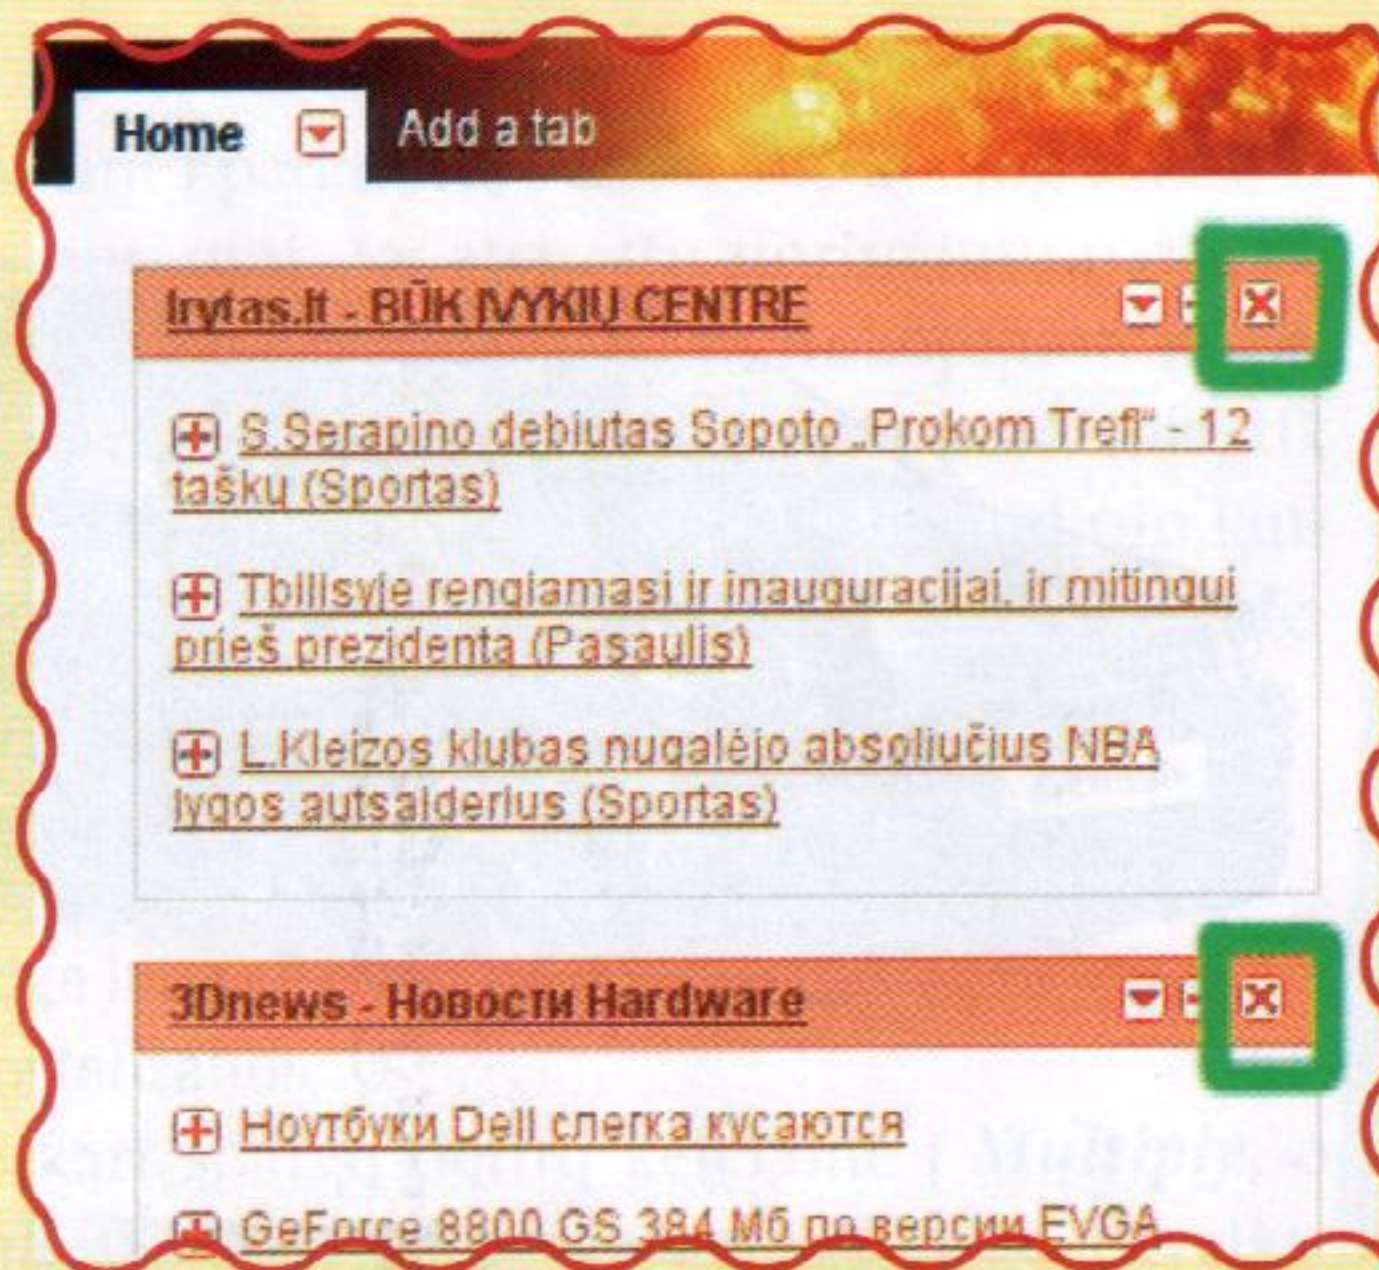 Home Add a tab
lrytas.lt - BŪK ĮVYKIŲ CENTRE
S.Serapino debiutas Sopoto „Prokom Trefl“ - 12
taškų (Sportas)
Tbilisyje rengiamasi ir inauguracijai, ir mitingui
prieš prezidentą (Pasaulis)
L.Kleizos klubas nugalėjo absoliučius NBA
lygos autsaiderius (Sportas)
3Dnews - Новости Hardware
Ноутбуки Dell слегка кусаются
GeForce 8800 GS 384 Мб по версии EVGA